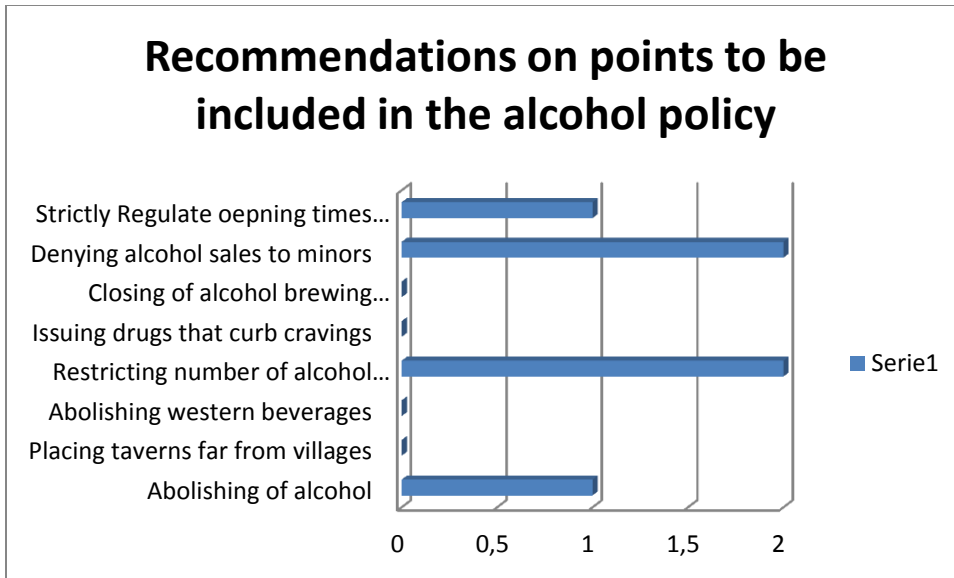 Recommendations on points to be
included in the alcohol policy
Strictly Regulate oepning times...
Denying alcohol sales to minors
Closing of alcohol brewing...
Issuing drugs that curb cravings
Restricting number of alcohol...
Abolishing western beverages
Placing taverns far from villages
Abolishing of alcohol
Serie1
0 0,5 1 1,5 2